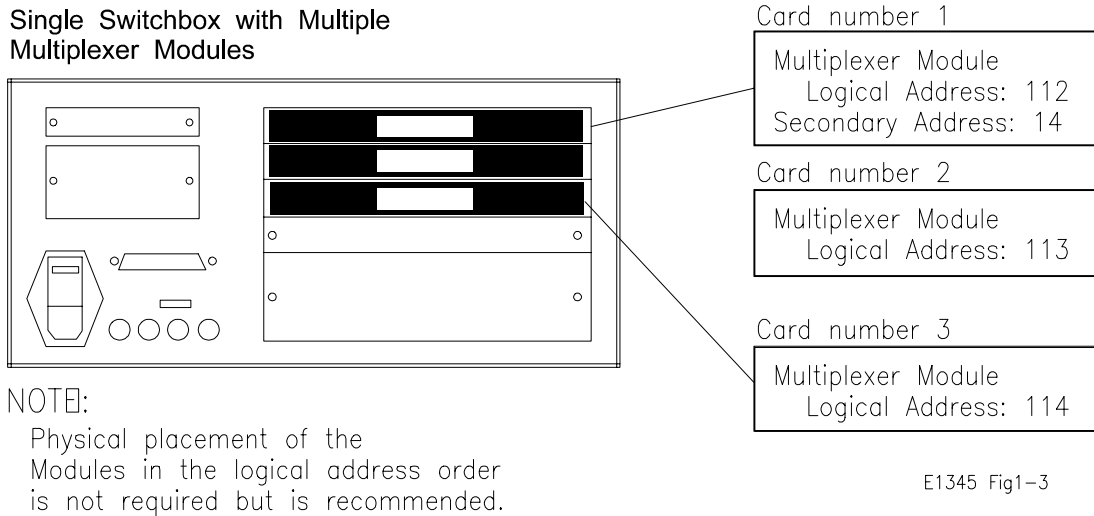 Single Switchbox with Multiple
Multiplexer Modules
Card number 1
Multiplexer Module
Logical Address: 112
Secondary Address: 14
Card number 2
Multiplexer Module
Logical Address: 113
Card number 3
Multiplexer Module
Logical Address: 114
NOTE:
Physical placement of the
Modules in the logical address order
is not required but is recommended.
E1345 Fig1-3